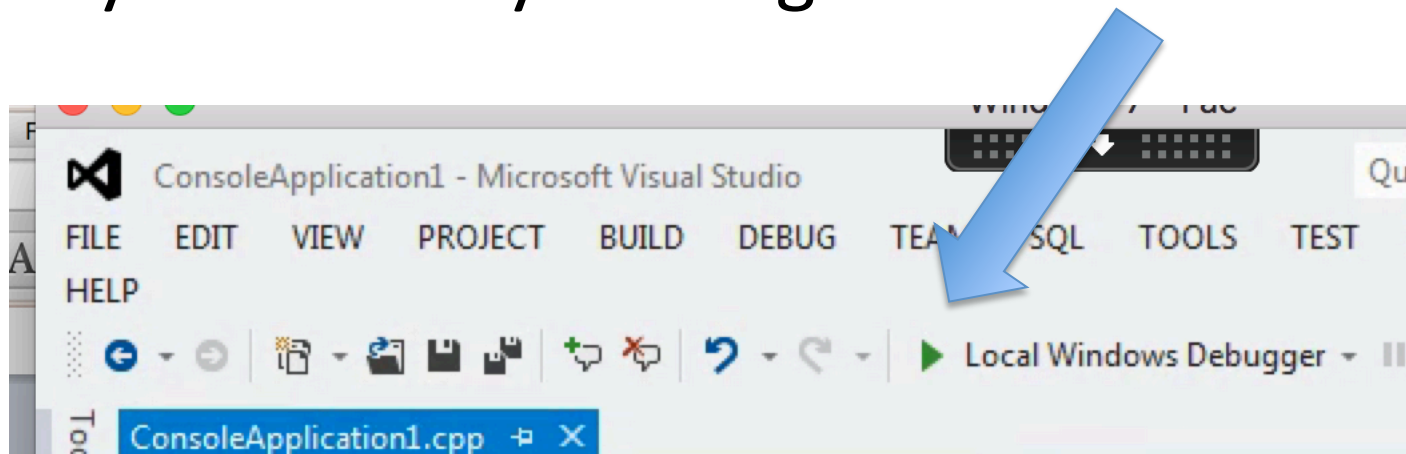 ConsoleApplication1 - Microsoft Visual Studio
FILE EDIT VIEW PROJECT BUILD DEBUG SQL TOOLS TEST
HELP
Local Windows Debugger
ConsoleApplication1.cpp